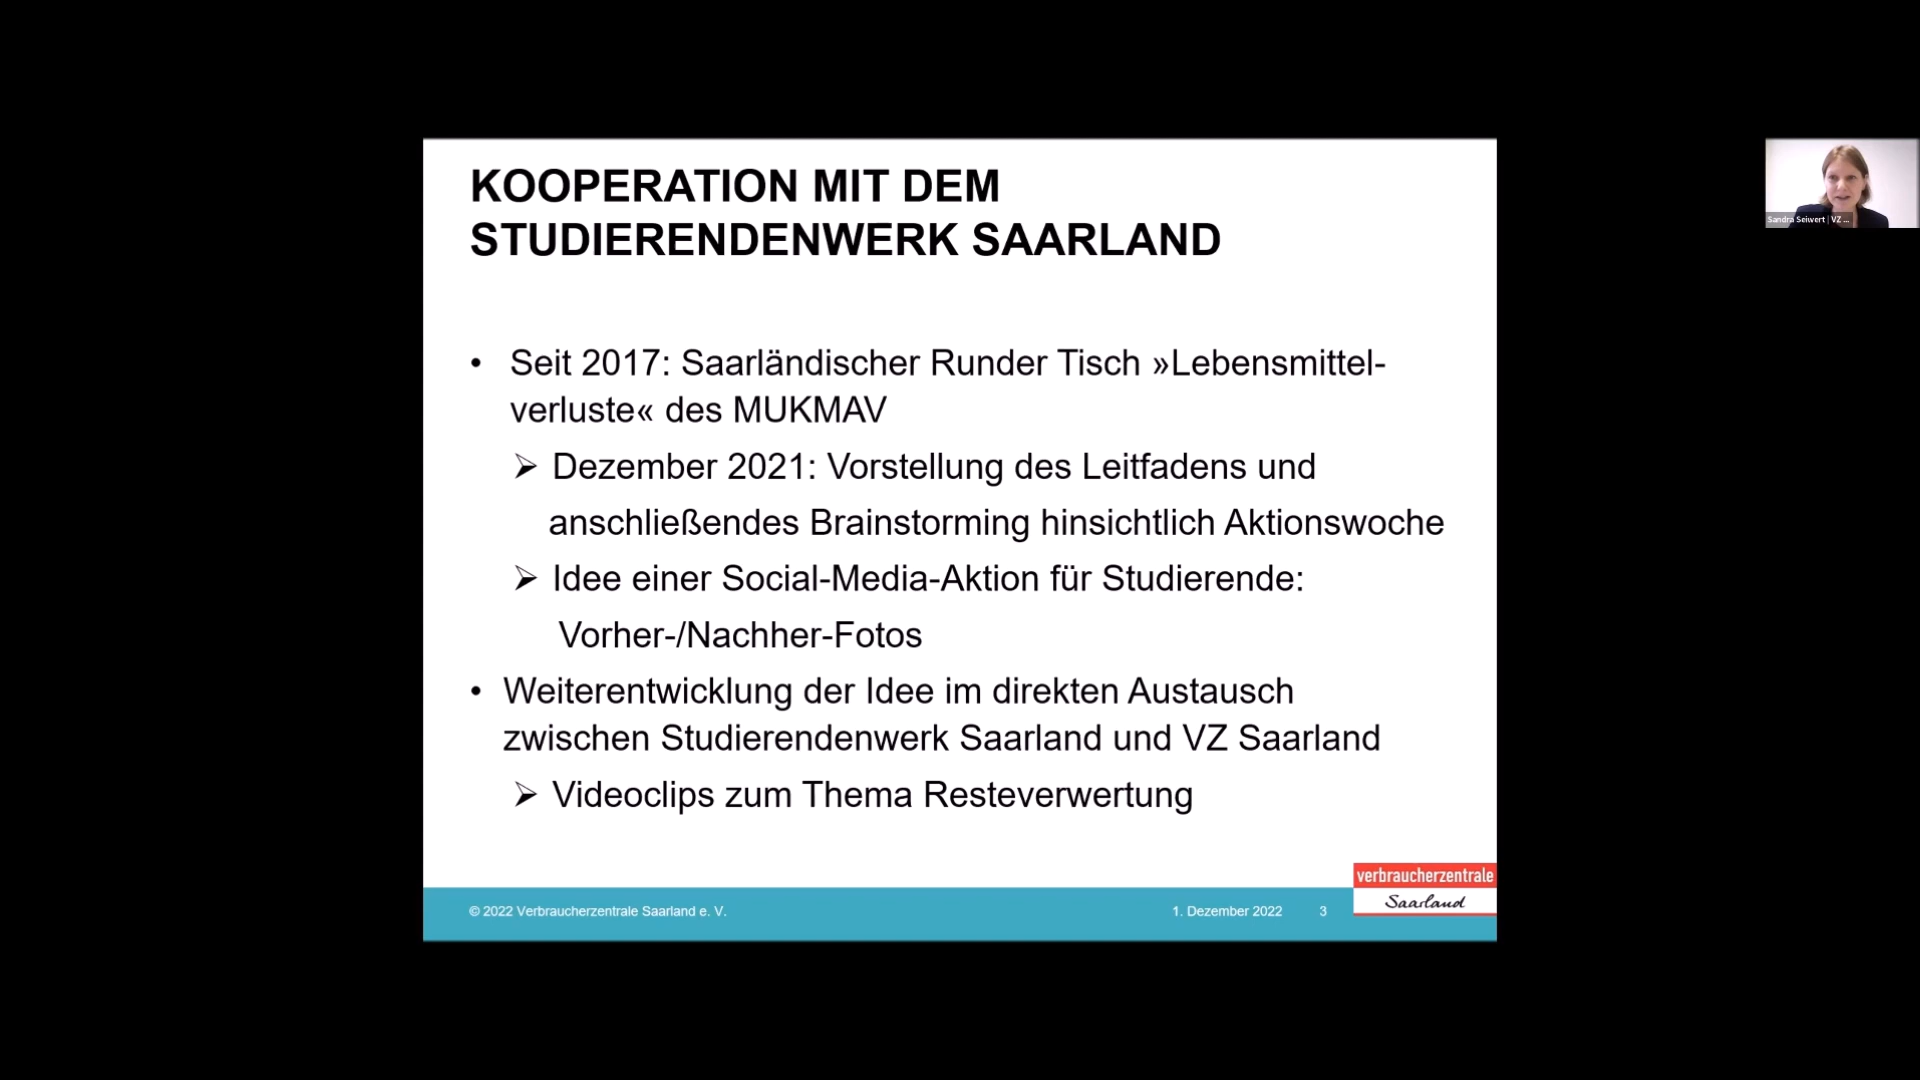 KOOPERATION MIT DEM
STUDIERENDENWERK SAARLAND
Sandra Seiwert | VZ ...
• Seit 2017: Saarländischer Runder Tisch »Lebensmittel-
verluste« des MUKMAV
➢ Dezember 2021: Vorstellung des Leitfadens und
anschließendes Brainstorming hinsichtlich Aktionswoche
➢ Idee einer Social-Media-Aktion für Studierende:
Vorher-/Nachher-Fotos
• Weiterentwicklung der Idee im direkten Austausch
zwischen Studierendenwerk Saarland und VZ Saarland
➢ Videoclips zum Thema Resteverwertung
verbraucherzentrale
Saarland
© 2022 Verbraucherzentrale Saarland e. V.
1. Dezember 2022
3